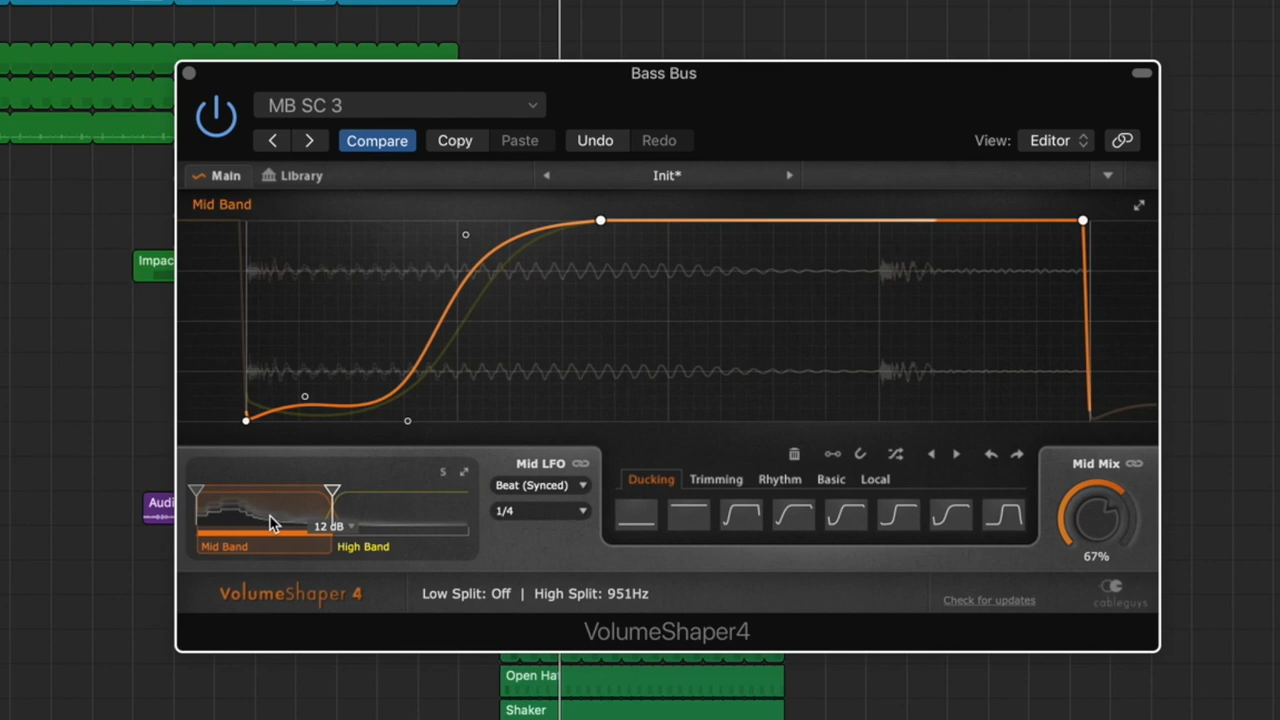 Bass Bus
MB SC 3
Compare Copy Paste Undo Redo View: Editor
Main Library Init*
Mid Band
Impac
S Mid LFO Mid Mix
Ducking Trimming Rhythm Basic Local
Beat (Synced)
Audi
1/4
12 dB
Mid Band High Band
67%
VolumeShaper 4 Low Split: Off | High Split: 951Hz
Check for updates cableguys
VolumeShaper4
Open Ha
Shaker